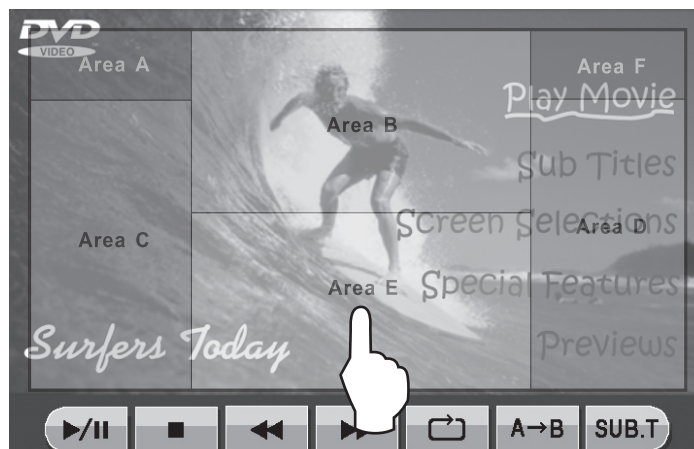 DVD
VIDEO
Area A
Area F
Play Movie
Area B
Sub Titles
Screen Selections
Area C
Area D
Area E
Special Features
Surfers Today
Previews
A→B
SUB.T